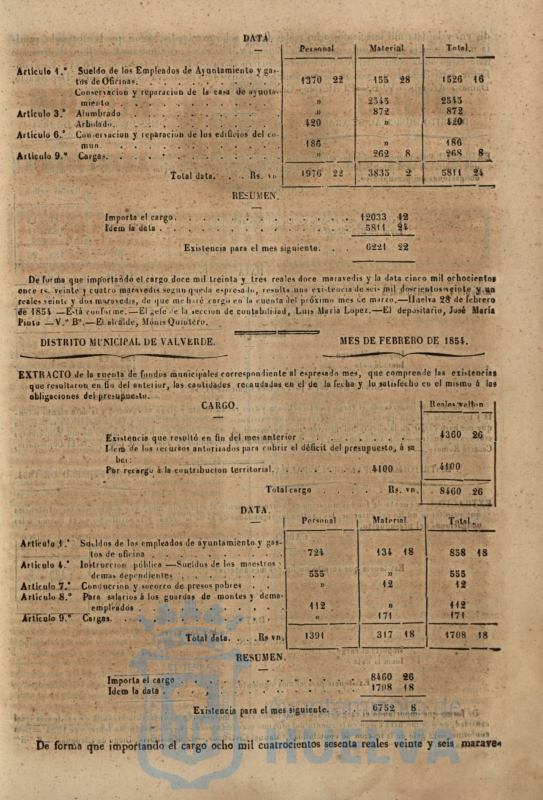 DATA.
Personal Material. Total.
Articulo 1.° Sueldo de los Empleados de Ayuntamiento y gas-
tos de Oficinas. 1370 22 155 28 1526 16
Conservacion y reparacion de la casa de ayunta-
miento » 2545 2545
Articulo 3.° Alumbrado » 872 872
Arbolado. 420 » 420
Articulo 6.° Conservacion y reparacion de los edificios del co-
mun. 186 » 186
Articulo 9.° Cargas. » 262 8 268 8
Total data. . . Rs. vn. 1976 22 3835 2 5811 24
RESUMEN.
Importa el cargo. 12033 12
Idem la data. 5811 24
Existencia para el mes siguiente. . . 6221 22
De forma que importando el cargo doce mil treinta y tres reales doce maravedis y la data cinco mil ochocientos
once rs. veinte y cuatro maravedis segun queda espresado, resulta una existencia de seis mil doscientos veinte y un
reales veinte y dos maravedis, de que me haré cargo en la cuenta del próximo mes de marzo.—Huelva 28 de febrero
de 1854 —Está conforme.—El gefe de la seccion de contabilidad, Luis Maria Lopez.—El depositario, José María
Pinto —V.° B°.—El alcalde, Mónis Quintéro.
DISTRITO MUNICIPAL DE VALVERDE. MES DE FEBRERO DE 1854.
EXTRACTO de la cuenta de fondos municipales correspondiente al espresado mes, que comprende las existencias
que resultaron en fin del anterior, las cantidades recaudadas en el de la fecha y lo satisfecho en el mismo á las
obligaciones del presupuesto.
CARGO. Reales vellon
Existencia que resultó en fin del mes anterior 4360 26
Idem de los recursos autorizados para cubrir el déficit del presupuesto, á sa
ber:
Por recargo á la contribucion territorial. 4100 4100
Total cargo . . . Rs. vn. 8460 26
DATA.
Personal Material Total.
Articulo 1.° Sueldos de los empleados de ayuntamiento y gas-
tos de oficina 724 134 18 858 18
Articulo 4.° Instruccion pública —Sueldos de los maestros
demas dependientes 555 » 555
Articulo 7.° Conduccion y socorro de presos pobres » 12 12
Articulo 8.° Para salarios á los guardas de montes y demas
empleados 112 » 112
Articulo 9.° Cargas. » 171 171
Total data. . . Rs vn. 1391 317 18 1708 18
RESUMEN.
Importa el cargo 8460 26
Idem la data 1708 18
Existencia para el mes siguiente. 6752 8
De forma que importando el cargo ocho mil cuatrocientos sesenta reales veinte y seis marave-
HUELVA